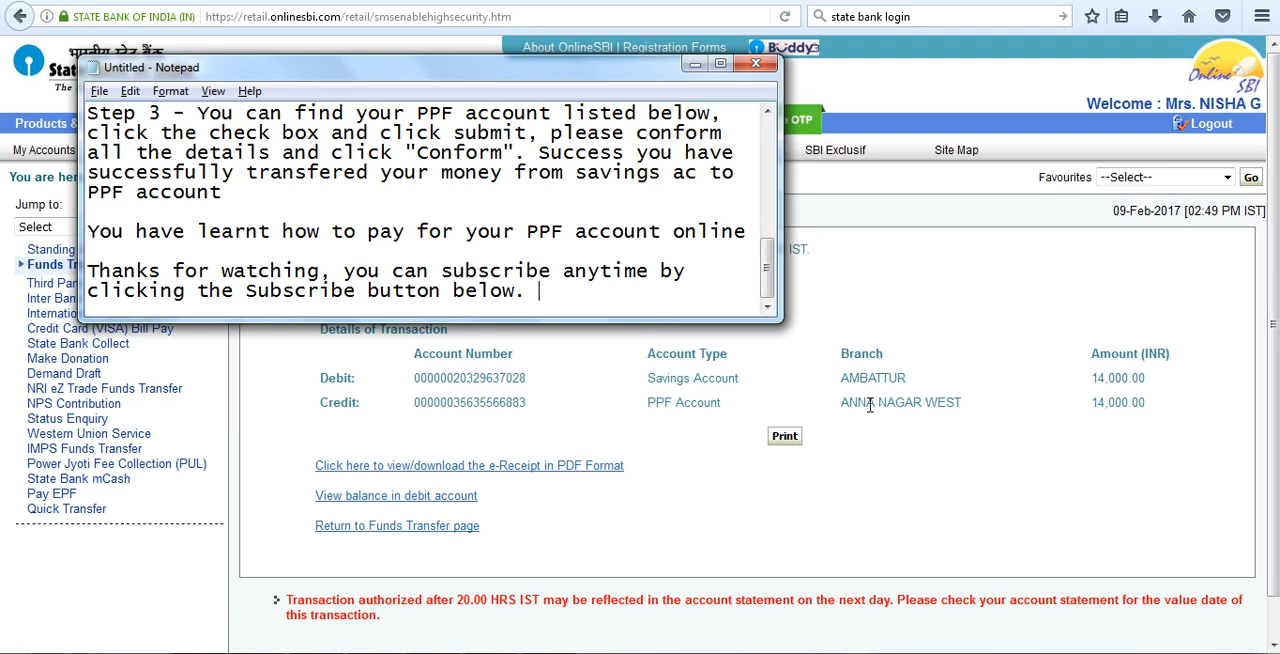 STATE BANK OF INDIA (IN) https://retail.onlinesbi.com/retail/smsenablehighsecurity.htm state bank login
भारतीय स्टेट बैंक
About OnlineSBI | Registration Forms Buddy
State
The
Online SBI
Untitled - Notepad
File Edit Format View Help
Welcome : Mrs. NISHA G
Products & OTP Logout
My Accounts SBI Exclusif Site Map
You are her Favourites --Select-- Go
Jump to: 09-Feb-2017 [02:49 PM IST]
Select
Step 3 - You can find your PPF account listed below,
click the check box and click submit, please conform
all the details and click "Conform". Success you have
successfully transfered your money from savings ac to
PPF account
You have learnt how to pay for your PPF account online
Thanks for watching, you can subscribe anytime by
clicking the Subscribe button below.
IST.
Standing
Funds Tr
Third Par
Inter Ban
Internatio
Credit Card (VISA) Bill Pay
State Bank Collect
Make Donation
Demand Draft
NRI eZ Trade Funds Transfer
NPS Contribution
Status Enquiry
Western Union Service
IMPS Funds Transfer
Power Jyoti Fee Collection (PUL)
State Bank mCash
Pay EPF
Quick Transfer
Details of Transaction
Account Number Account Type Branch Amount (INR)
Debit: 00000020329637028 Savings Account AMBATTUR 14,000.00
Credit: 00000035635566883 PPF Account ANNA NAGAR WEST 14,000.00
Print
Click here to view/download the e-Receipt in PDF Format
View balance in debit account
Return to Funds Transfer page
Transaction authorized after 20.00 HRS IST may be reflected in the account statement on the next day. Please check your account statement for the value date of
this transaction.